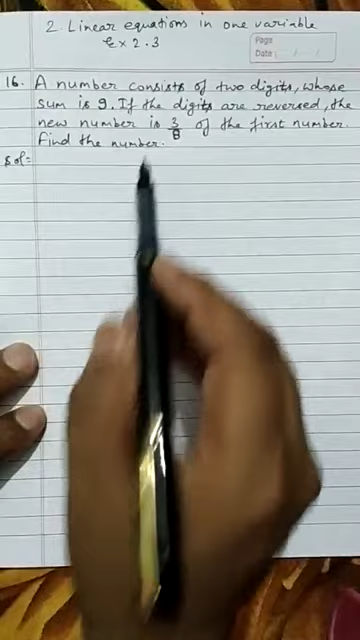 2. Linear equations in one variable
Ex 2.3
Page
Date / /
16. A number consists of two digits, whose
sum is 9. If the digits are reversed, the
new number is 3/8 of the first number.
Find the number.
Sol=